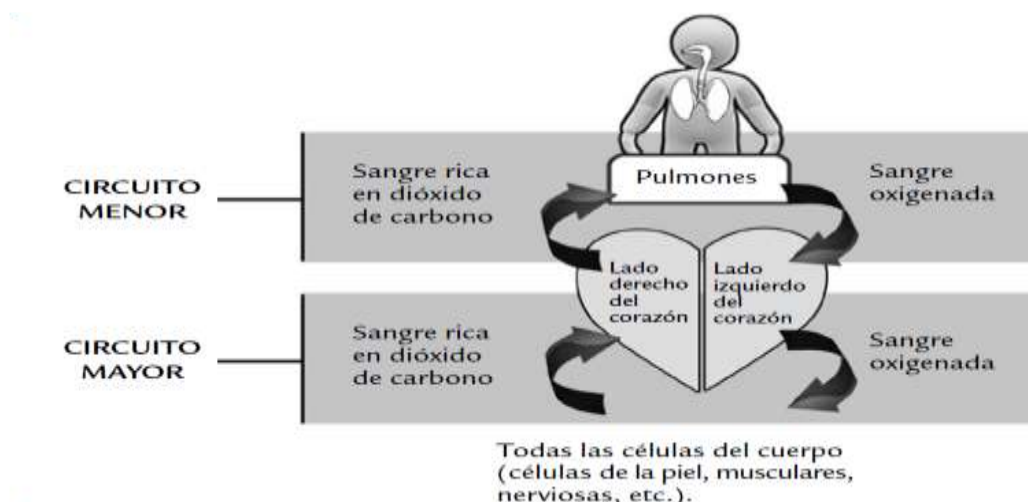 Pulmones
CIRCUITO
MENOR
Sangre rica
en dióxido
de carbono
Sangre
oxigenada
Lado
derecho
del
corazón
Lado
izquierdo
del
corazón
CIRCUITO
MAYOR
Sangre rica
en dióxido
de carbono
Sangre
oxigenada
Todas las células del cuerpo
(células de la piel, musculares,
nerviosas, etc.).